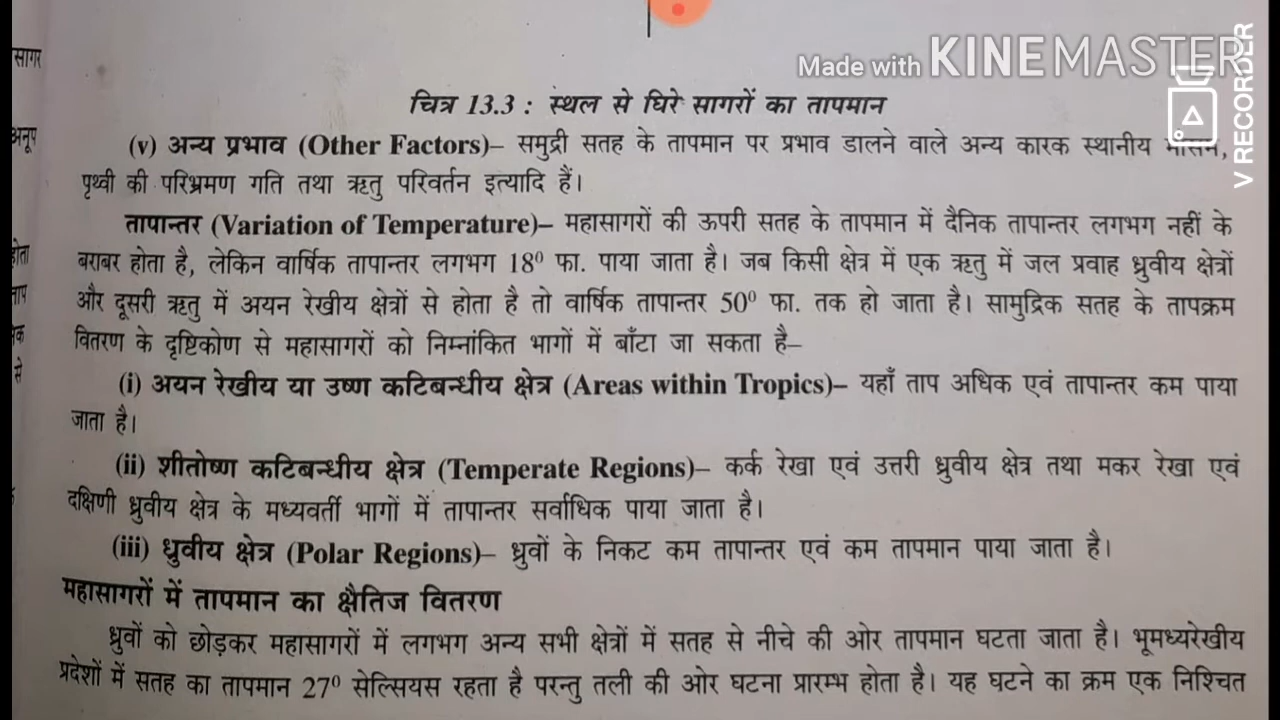 Made with KINEMASTER
V RECORDER
सागर
चित्र 13.3 : स्थल से घिरे सागरों का तापमान
अनूप
(v) अन्य प्रभाव (Other Factors)– समुद्री सतह के तापमान पर प्रभाव डालने वाले अन्य कारक स्थानीय
पृथ्वी की परिभ्रमण गति तथा ऋतु परिवर्तन इत्यादि हैं।
तापान्तर (Variation of Temperature)– महासागरों की ऊपरी सतह के तापमान में दैनिक तापान्तर लगभग नहीं के
बराबर होता है, लेकिन वार्षिक तापान्तर लगभग 18⁰ फा. पाया जाता है। जब किसी क्षेत्र में एक ऋतु में जल प्रवाह ध्रुवीय क्षेत्रों
और दूसरी ऋतु में अयन रेखीय क्षेत्रों से होता है तो वार्षिक तापान्तर 50⁰ फा. तक हो जाता है। सामुद्रिक सतह के तापक्रम
वितरण के दृष्टिकोण से महासागरों को निम्नांकित भागों में बाँटा जा सकता है–
से
(i) अयन रेखीय या उष्ण कटिबन्धीय क्षेत्र (Areas within Tropics)– यहाँ ताप अधिक एवं तापान्तर कम पाया
जाता है।
(ii) शीतोष्ण कटिबन्धीय क्षेत्र (Temperate Regions)– कर्क रेखा एवं उत्तरी ध्रुवीय क्षेत्र तथा मकर रेखा एवं
दक्षिणी ध्रुवीय क्षेत्र के मध्यवर्ती भागों में तापान्तर सर्वाधिक पाया जाता है।
(iii) ध्रुवीय क्षेत्र (Polar Regions)– ध्रुवों के निकट कम तापान्तर एवं कम तापमान पाया जाता है।
महासागरों में तापमान का क्षैतिज वितरण
ध्रुवों को छोड़कर महासागरों में लगभग अन्य सभी क्षेत्रों में सतह से नीचे की ओर तापमान घटता जाता है। भूमध्यरेखीय
प्रदेशों में सतह का तापमान 27⁰ सेल्सियस रहता है परन्तु तली की ओर घटना प्रारम्भ होता है। यह घटने का क्रम एक निश्चित